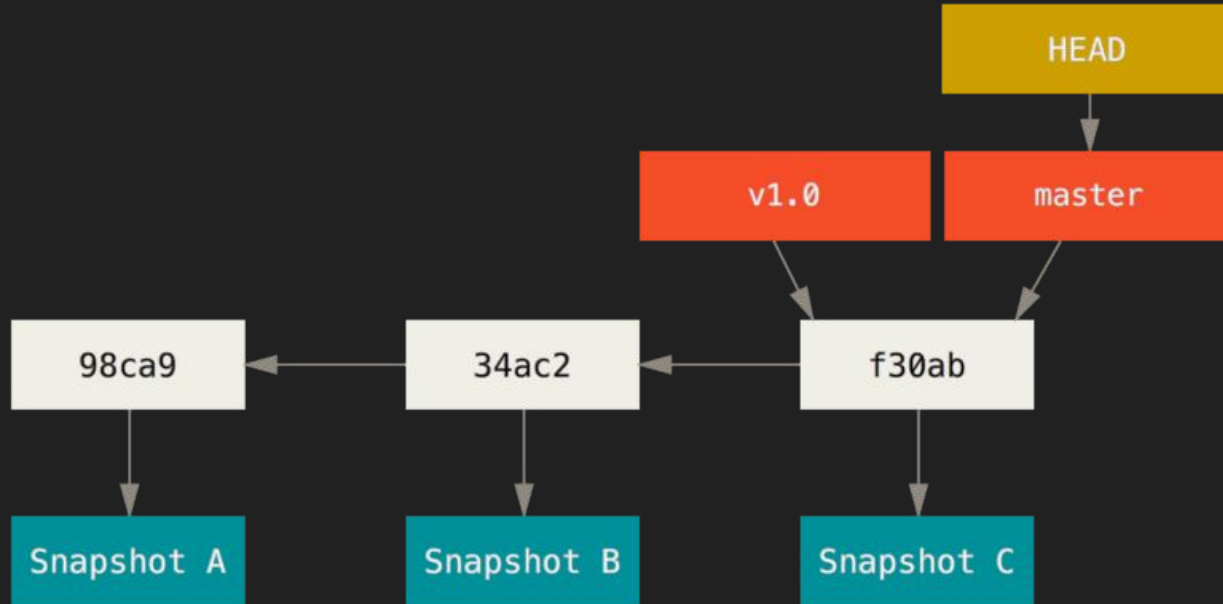 HEAD
v1.0
master
98ca9
34ac2
f30ab
Snapshot A
Snapshot B
Snapshot C